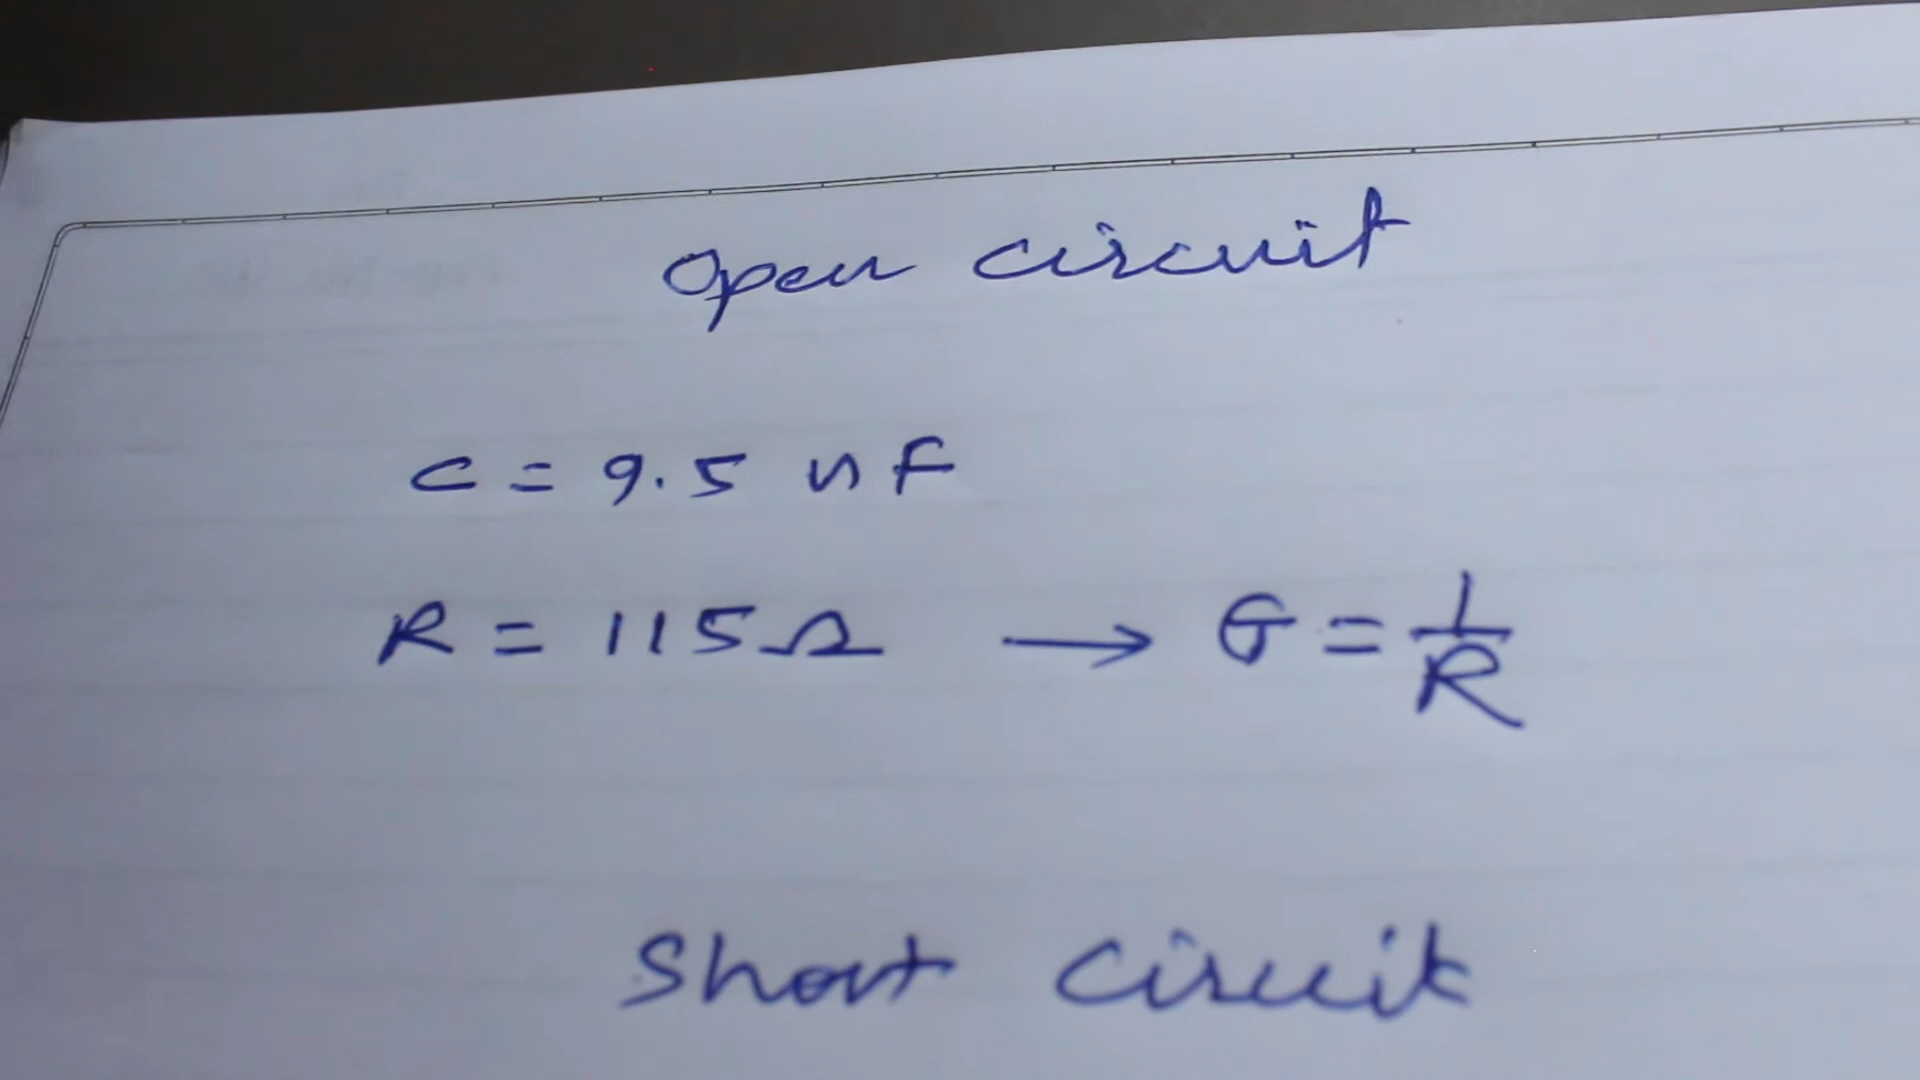 Open circuit
C = 9.5 nF
R = 115Ω → G = 1/R
Short Circuit